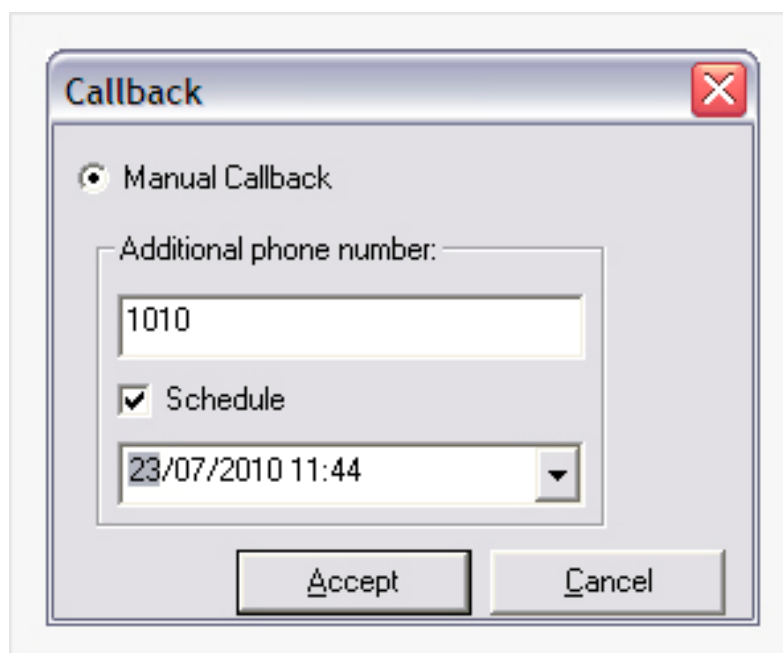 Callback
Manual Callback
Additional phone number:
1010
Schedule
23/07/2010 11:44
Accept Cancel